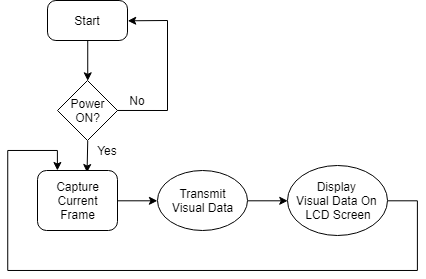 Start
Power
ON?
No
Yes
Capture
Current
Frame
Transmit
Visual Data
Display
Visual Data On
LCD Screen